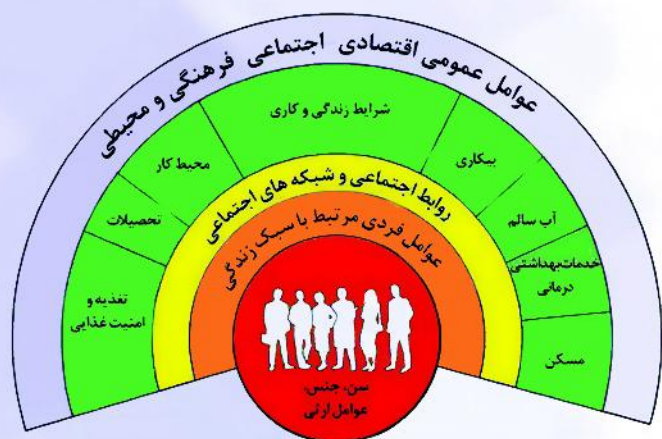 عوامل عمومی اقتصادی اجتماعی فرهنگی و محیطی
شرایط زندگی و کاری
بیکاری
محیط کار
آب سالم
تحصیلات
خدمات بهداشتی
درمانی
تغذیه و
امنیت غذایی
مسکن
روابط اجتماعی و شبکه های اجتماعی
عوامل فردی مرتبط با سبک زندگی
سن، جنس،
عوامل ارثی